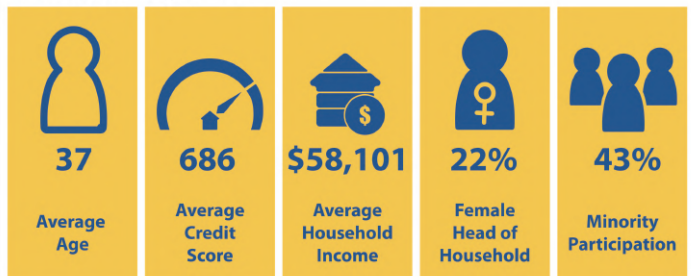 37
Average
Age
686
Average
Credit
Score
$
$58,101
Average
Household
Income
22%
Female
Head of
Household
43%
Minority
Participation